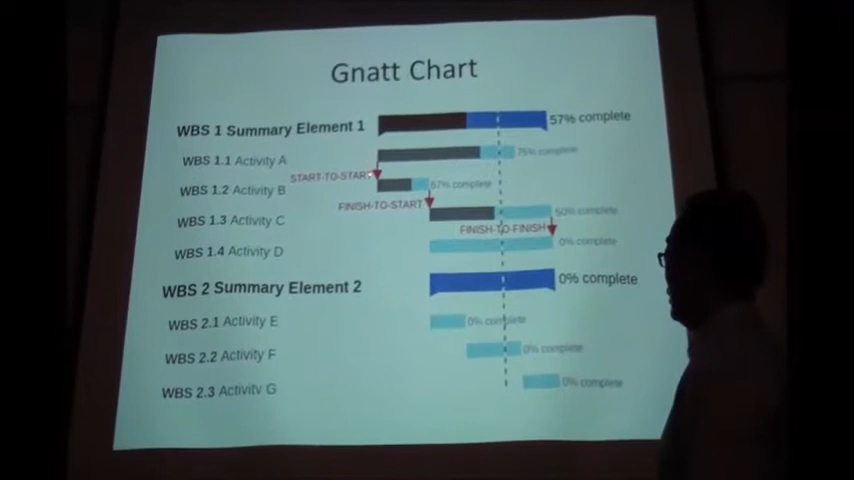 Gnatt Chart
WBS 1 Summary Element 1
57% complete
WBS 1.1 Activity A
75% complete
START-TO-START
WBS 1.2 Activity B
67% complete
FINISH-TO-START
WBS 1.3 Activity C
50% complete
FINISH-TO-FINISH
WBS 1.4 Activity D
0% complete
WBS 2 Summary Element 2
0% complete
WBS 2.1 Activity E
0% complete
WBS 2.2 Activity F
0% complete
WBS 2.3 Activity G
0% complete